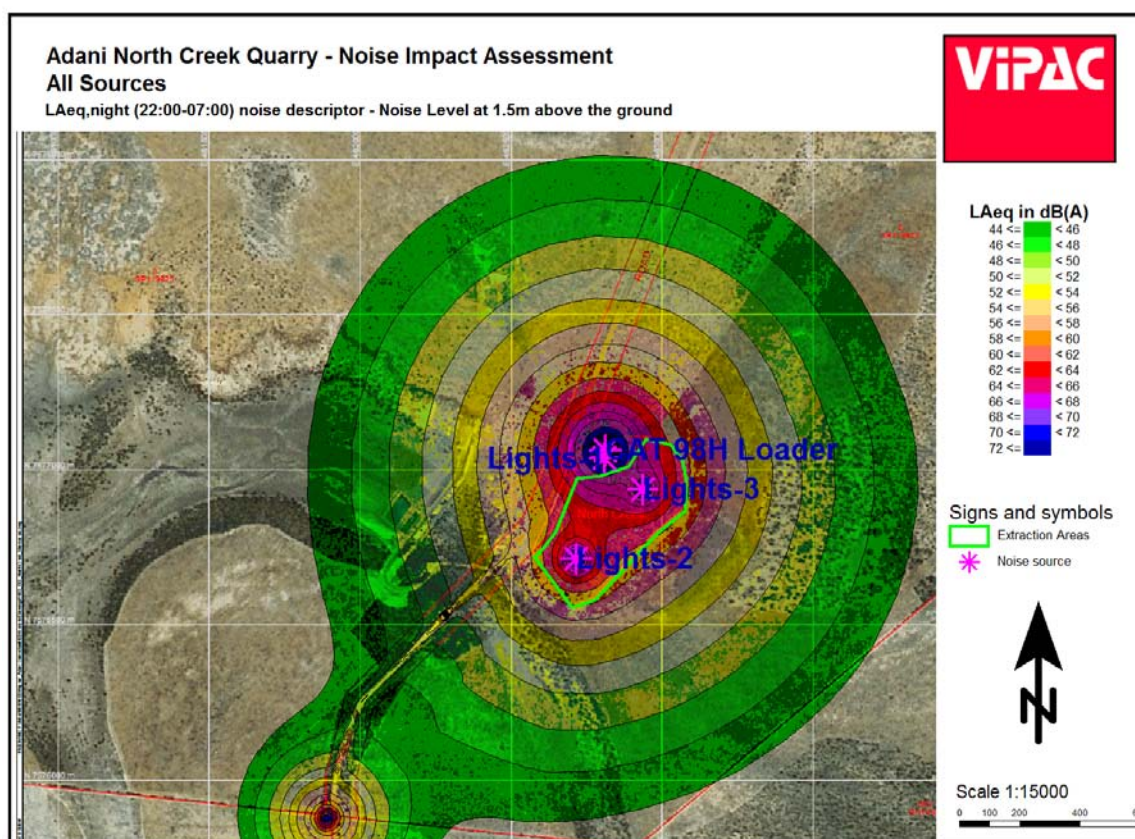 Adani North Creek Quarry - Noise Impact Assessment
All Sources
LAeq,night (22:00-07:00) noise descriptor - Noise Level at 1.5m above the ground
ViPAC
LAeq in dB(A)
44 <= < 46
46 <= < 48
48 <= < 50
50 <= < 52
52 <= < 54
54 <= < 56
56 <= < 58
58 <= < 60
60 <= < 62
62 <= < 64
64 <= < 66
66 <= < 68
68 <= < 70
70 <= < 72
72 <=
Road
CAT 98H Loader
Lights-1
Lights-3
Lights-2
Signs and symbols
Extraction Areas
Noise source
N
Scale 1:15000
0 100 200 400